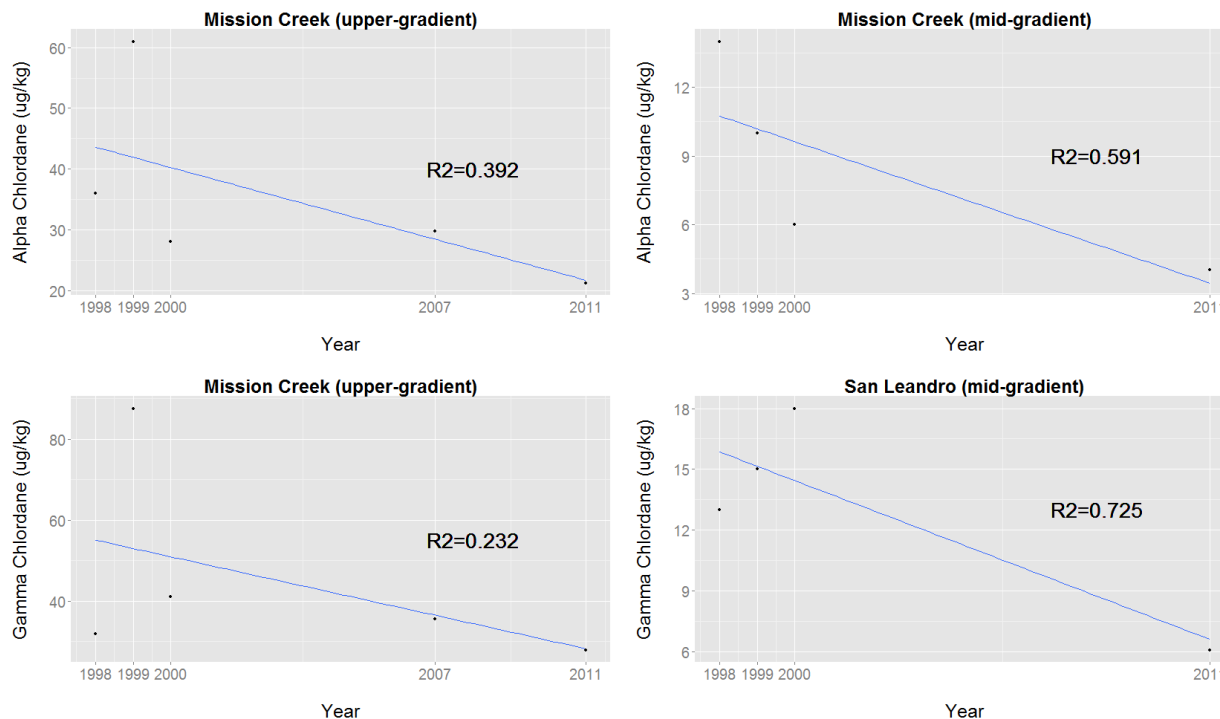 Mission Creek (upper-gradient)
Alpha Chlordane (ug/kg)
60
50
40
30
20
R2=0.392
1998 1999 2000 2007 2011
Year
Mission Creek (mid-gradient)
Alpha Chlordane (ug/kg)
12
9
6
3
R2=0.591
1998 1999 2000 2011
Year
Mission Creek (upper-gradient)
Gamma Chlordane (ug/kg)
80
60
40
R2=0.232
1998 1999 2000 2007 2011
Year
San Leandro (mid-gradient)
Gamma Chlordane (ug/kg)
18
15
12
9
6
R2=0.725
1998 1999 2000 2011
Year